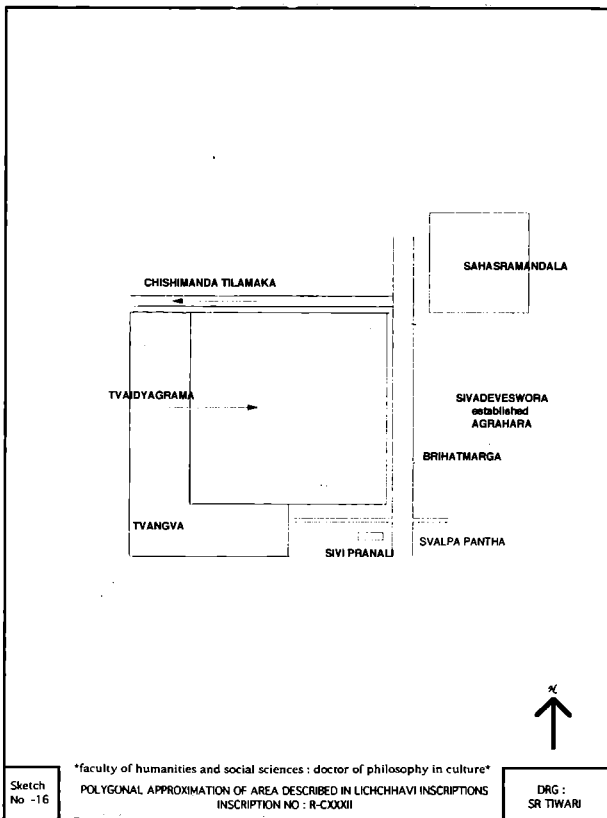 SAHASRAMANDALA
CHISHIMANDA TILAMAKA
TVAIDYAGRAMA
SIVADEVESWORA
established
AGRAHARA
BRIHATMARGA
TVANGVA
SVALPA PANTHA
SIVI PRANALI
N
*faculty of humanities and social sciences : doctor of philosophy in culture*
Sketch
No -16
POLYGONAL APPROXIMATION OF AREA DESCRIBED IN LICHCHHAVI INSCRIPTIONS
INSCRIPTION NO : R-CXXXII
DRG :
SR TIWARI